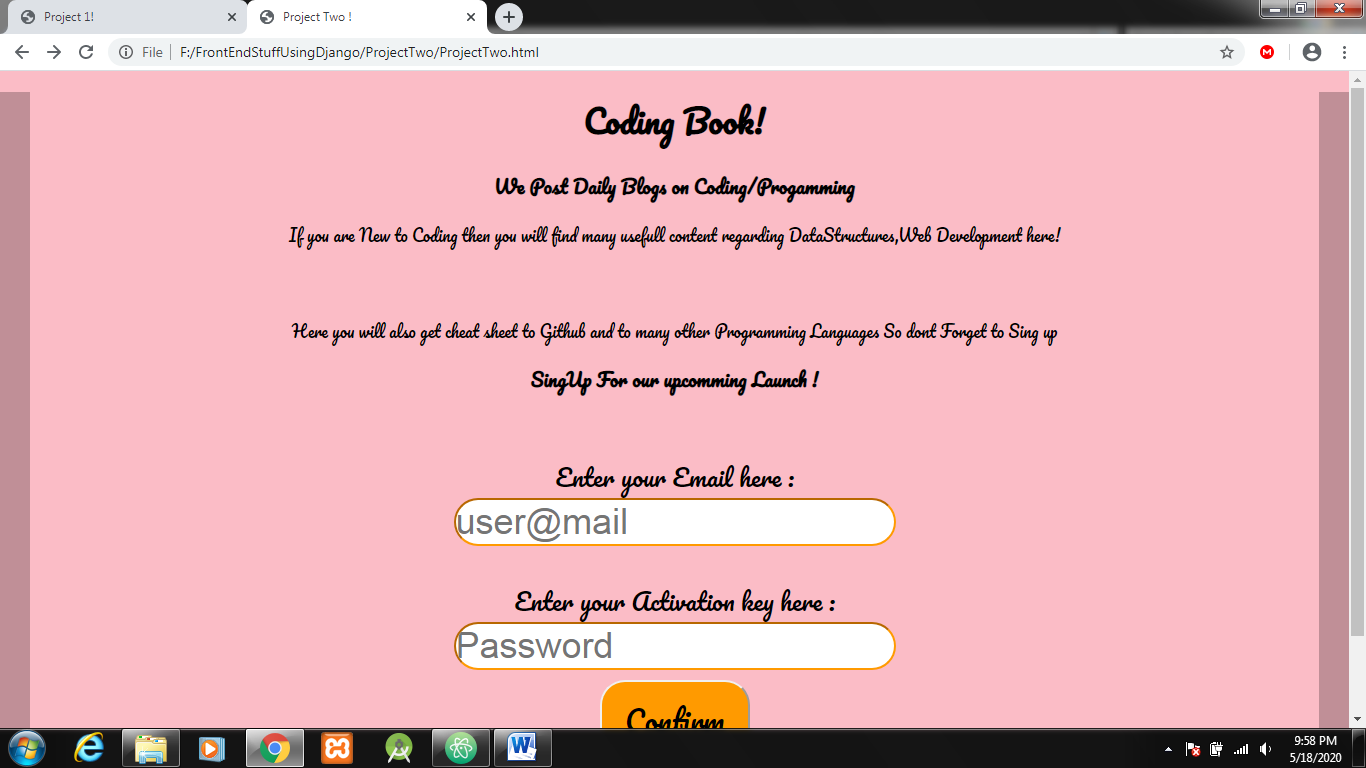 Project 1!
Project Two !
File
F:/FrontEndStuffUsingDjango/ProjectTwo/ProjectTwo.html
Coding Book!
We Post Daily Blogs on Coding/Progamming
If you are New to Coding then you will find many usefull content regarding DataStructures,Web Development here!
Here you will also get cheat sheet to Github and to many other Programming Languages So dont Forget to Sing up
SingUp For our upcomming Launch !
Enter your Email here :
user@mail
Enter your Activation key here :
Password
Confirm
9:58 PM
5/18/2020